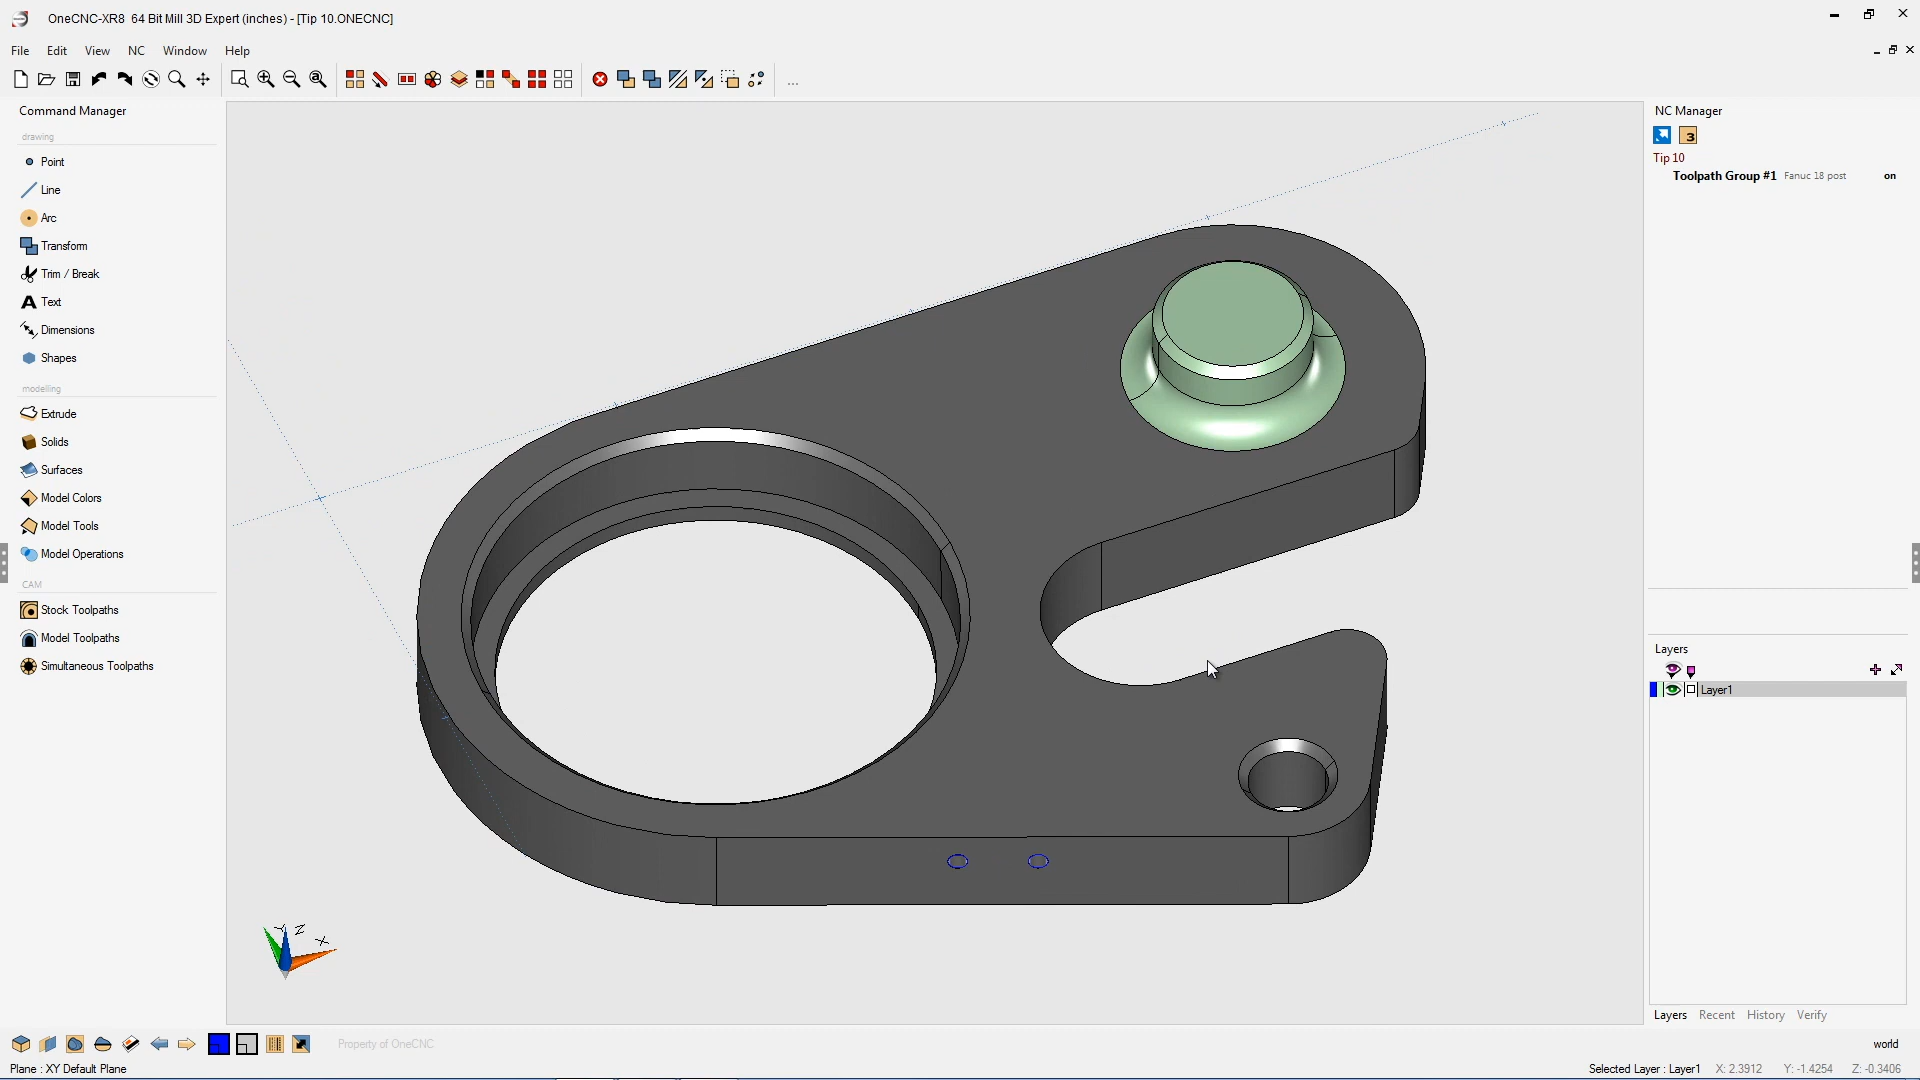 OneCNC-XR8  64 Bit Mill 3D Expert (inches) - [Tip 10.ONECNC]
File Edit View NC Window Help
Command Manager
drawing
Point
Line
Arc
Transform
Trim / Break
Text
Dimensions
Shapes
modelling
Extrude
Solids
Surfaces
Model Colors
Model Tools
Model Operations
CAM
Stock Toolpaths
Model Toolpaths
Simultaneous Toolpaths
Y Z X
NC Manager
3
Tip 10
Toolpath Group #1 Fanuc 18 post on
Layers
Layer1
Layers Recent History Verify
Property of OneCNC
world
Plane : XY Default Plane
Selected Layer : Layer1 X: 2.3912 Y: -1.4254 Z: -0.3406